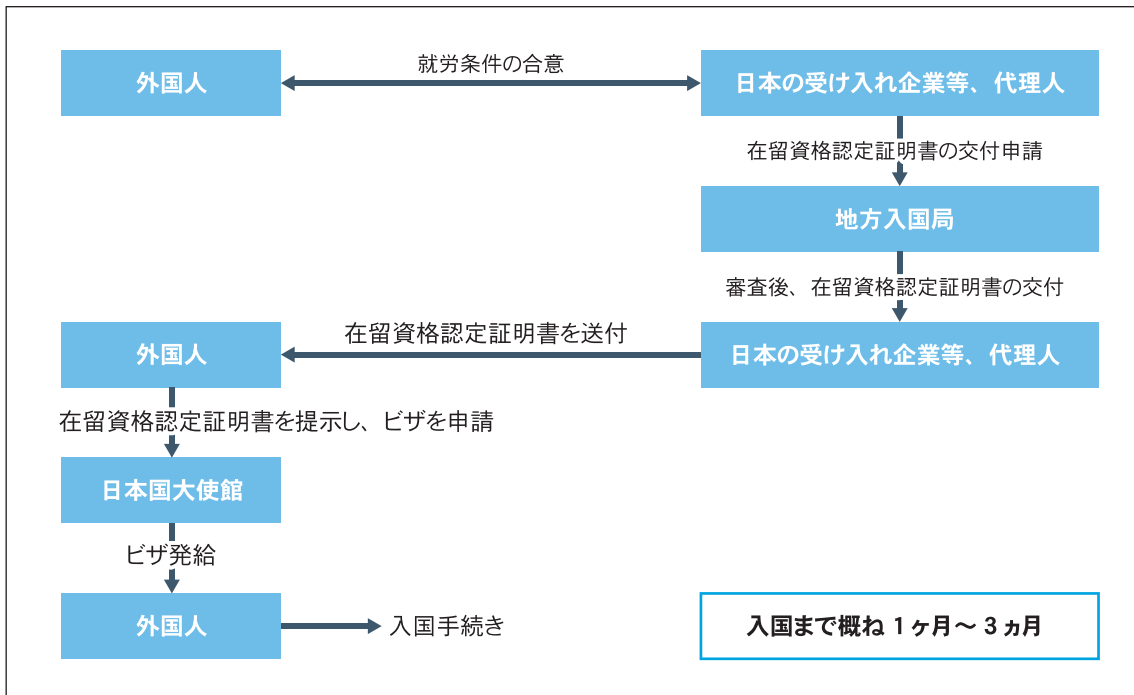 外国人
就労条件の合意
日本の受け入れ企業等、代理人
在留資格認定証明書の交付申請
地方入国局
審査後、在留資格認定証明書の交付
日本の受け入れ企業等、代理人
在留資格認定証明書を送付
外国人
在留資格認定証明書を提示し、ビザを申請
日本国大使館
ビザ発給
外国人
入国手続き
入国まで概ね 1 ヶ月~ 3 ヵ月